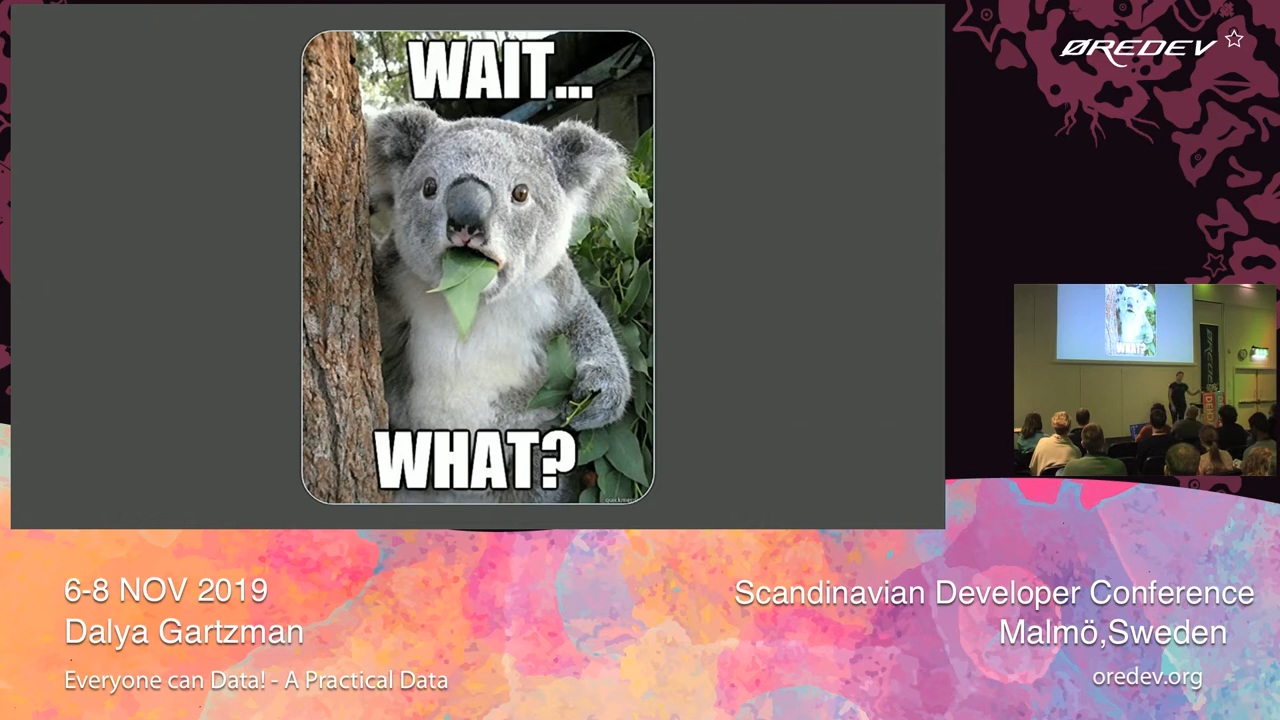 WAIT...
WHAT?
ØREDEV
WHAT?
6-8 NOV 2019
Dalya Gartzman
Everyone can Data! - A Practical Data
Scandinavian Developer Conference
Malmö,Sweden
oredev.org